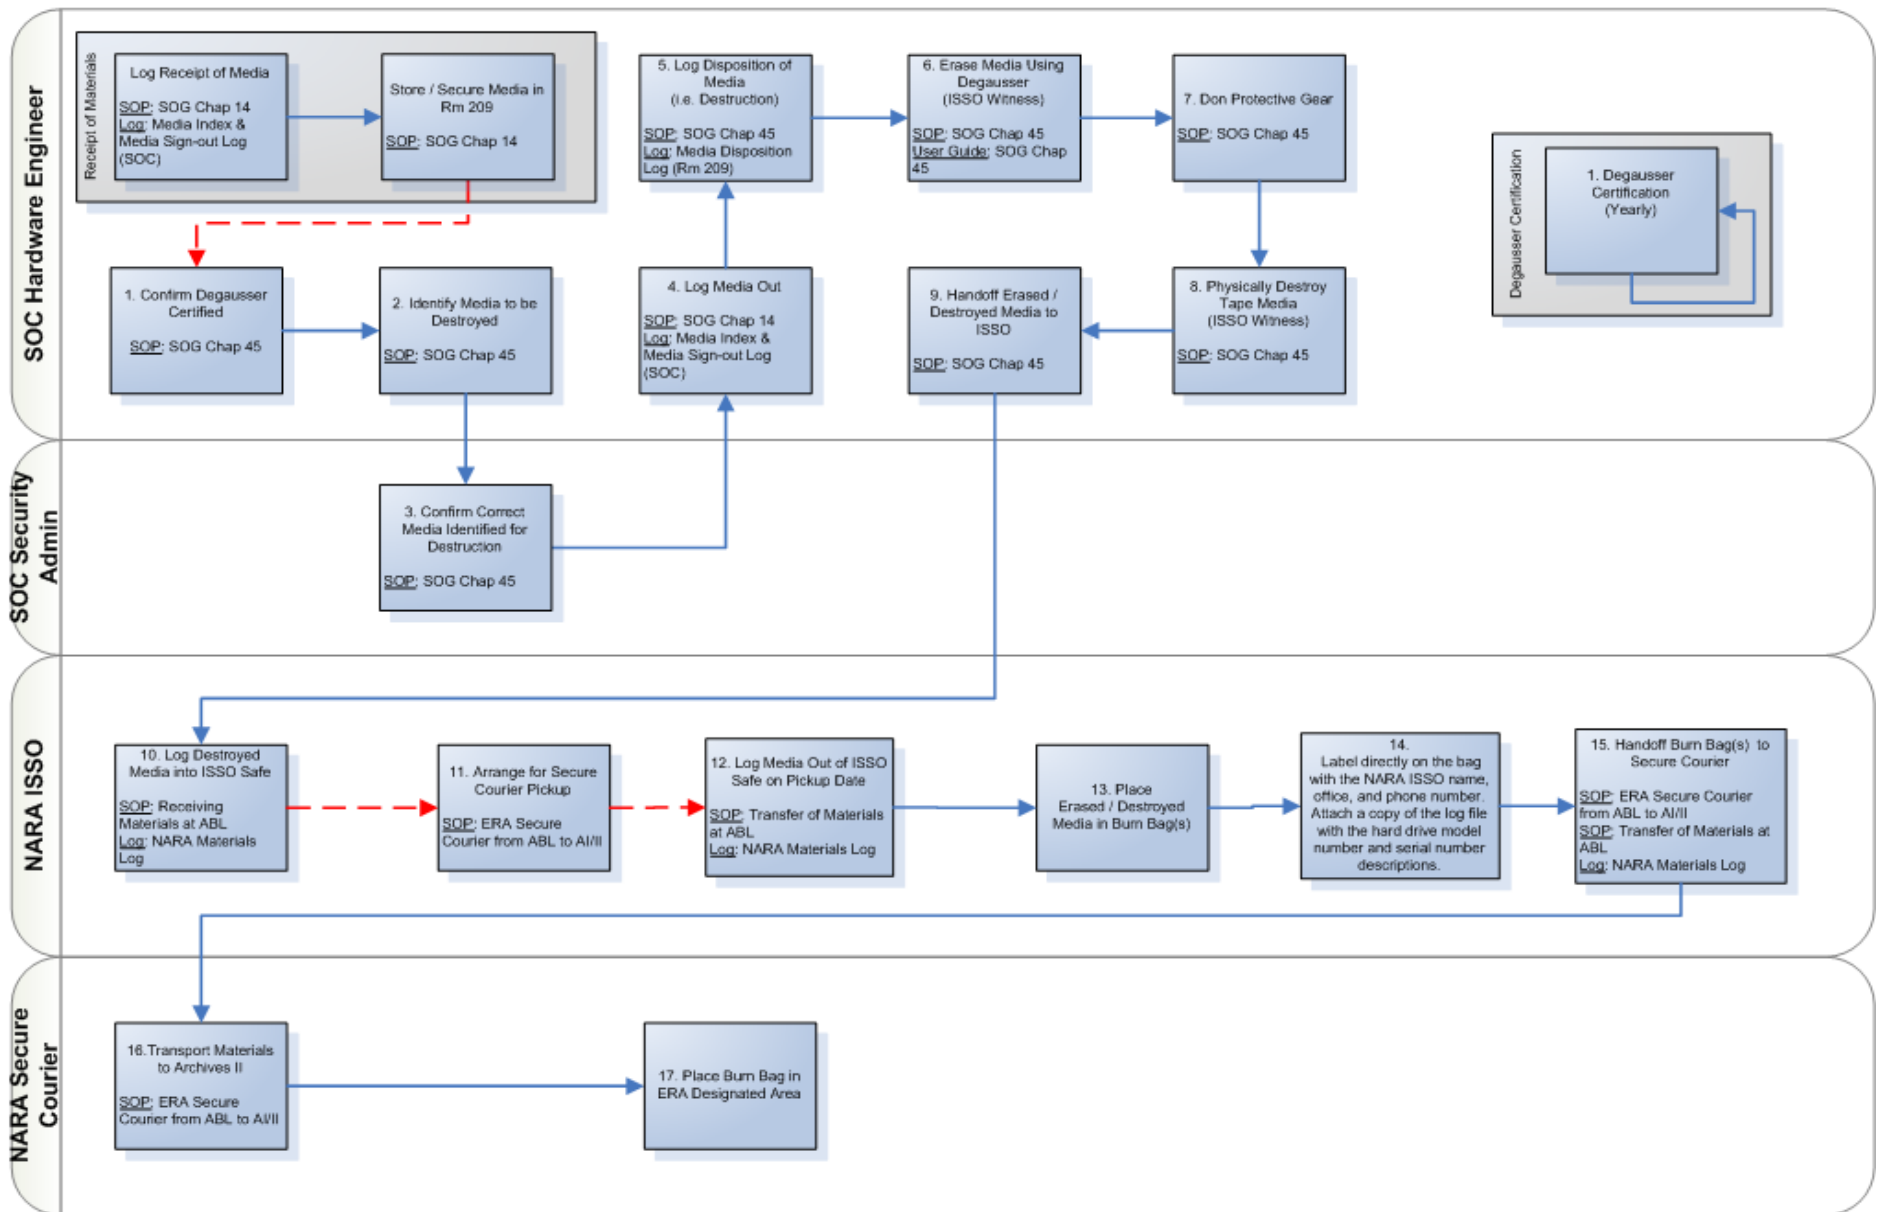 SOC Hardware Engineer
Receipt of Materials
Log Receipt of Media
SOP: SOG Chap 14
Log: Media Index &
Media Sign-out Log
(SOC)
Store / Secure Media in
Rm 209
SOP: SOG Chap 14
5. Log Disposition of
Media
(i.e. Destruction)
SOP: SOG Chap 45
Log: Media Disposition
Log (Rm 209)
6. Erase Media Using
Degausser
(ISSO Witness)
SOP: SOG Chap 45
User Guide: SOG Chap
45
7. Don Protective Gear
SOP: SOG Chap 45
Degausser Certification
1. Degausser
Certification
(Yearly)
1. Confirm Degausser
Certified
SOP: SOG Chap 45
2. Identify Media to be
Destroyed
SOP: SOG Chap 45
4. Log Media Out
SOP: SOG Chap 14
Log: Media Index &
Media Sign-out Log
(SOC)
9. Handoff Erased /
Destroyed Media to
ISSO
SOP: SOG Chap 45
8. Physically Destroy
Tape Media
(ISSO Witness)
SOP: SOG Chap 45
SOC Security
Admin
3. Confirm Correct
Media Identified for
Destruction
SOP: SOG Chap 45
NARA ISSO
10. Log Destroyed
Media into ISSO Safe
SOP: Receiving
Materials at ABL
Log: NARA Materials
Log
11. Arrange for Secure
Courier Pickup
SOP: ERA Secure
Courier from ABL to AI/II
12. Log Media Out of ISSO
Safe on Pickup Date
SOP: Transfer of Materials
at ABL
Log: NARA Materials Log
13. Place
Erased / Destroyed
Media in Burn Bag(s)
14.
Label directly on the bag
with the NARA ISSO name,
office, and phone number.
Attach a copy of the log file
with the hard drive model
number and serial number
descriptions.
15. Handoff Burn Bag(s) to
Secure Courier
SOP: ERA Secure Courier
from ABL to AI/II
SOP: Transfer of Materials at
ABL
Log: NARA Materials Log
NARA Secure
Courier
16.Transport Materials
to Archives II
SOP: ERA Secure
Courier from ABL to AI/II
17. Place Burn Bag in
ERA Designated Area